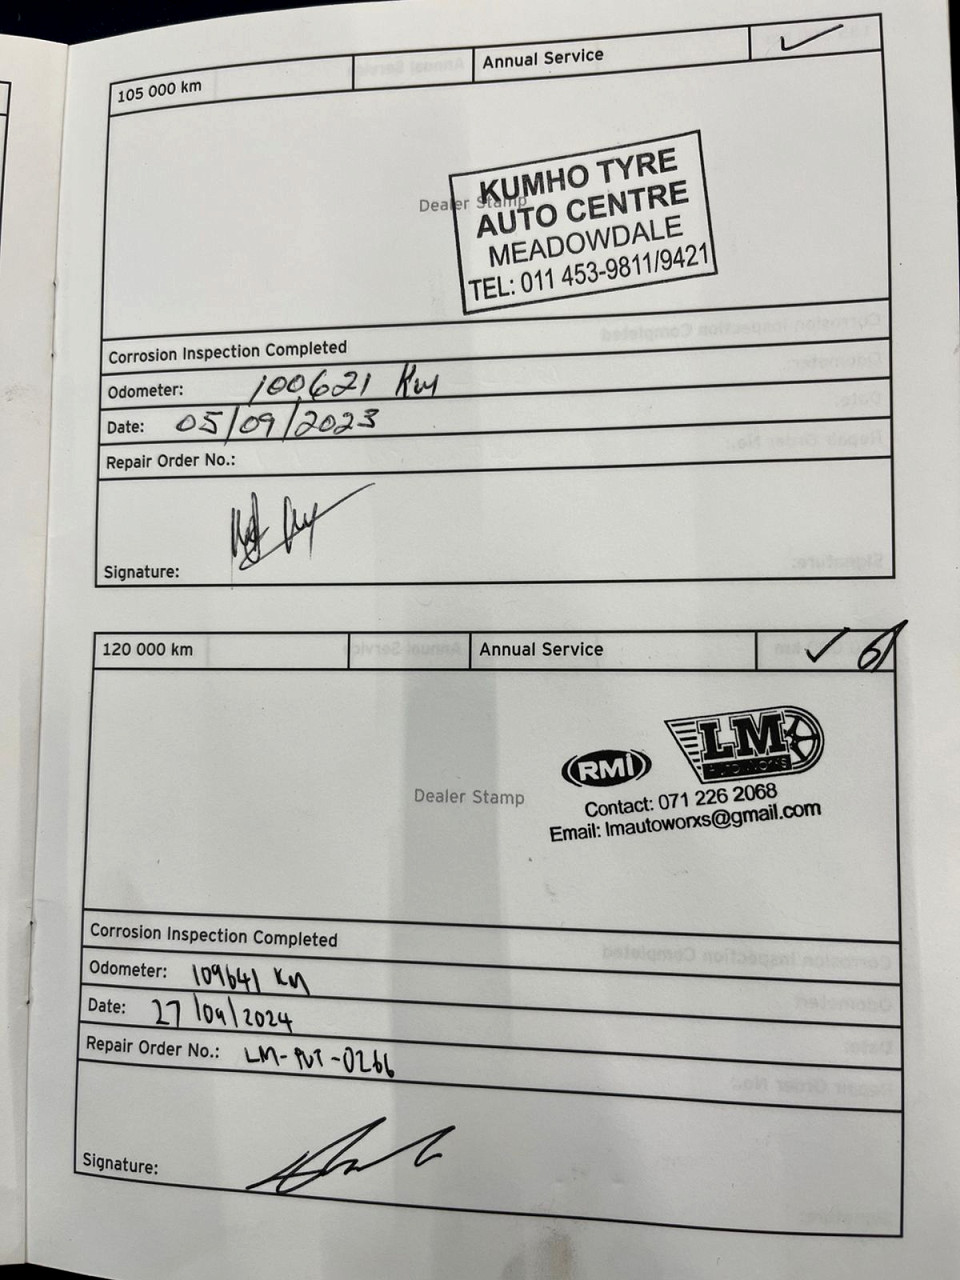 105 000 km
Annual Service ✓
Dealer Stamp
KUMHO TYRE
AUTO CENTRE
MEADOWDALE
TEL: 011 453-9811/9421
Corrosion Inspection Completed
Odometer: 100621 Km
Date: 05/09/2023
Repair Order No.:
Signature:
120 000 km
Annual Service ✓
Dealer Stamp
RMI
LM
AUTOWORXS
Contact: 071 226 2068
Email: lmautoworxs@gmail.com
Corrosion Inspection Completed
Odometer: 109641 KM
Date: 27/09/2024
Repair Order No.: LM-INT-0266
Signature: